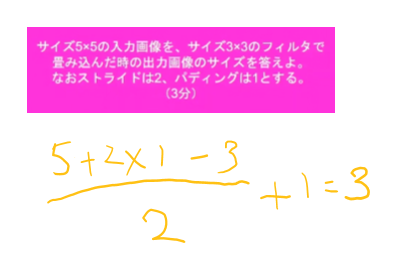 サイズ5×5の入力画像を、サイズ3×3のフィルタで
畳み込んだ時の出力画像のサイズを答えよ。
なおストライドは2、パディングは1とする。
(3分)
5+2×1-3
2
+1=3